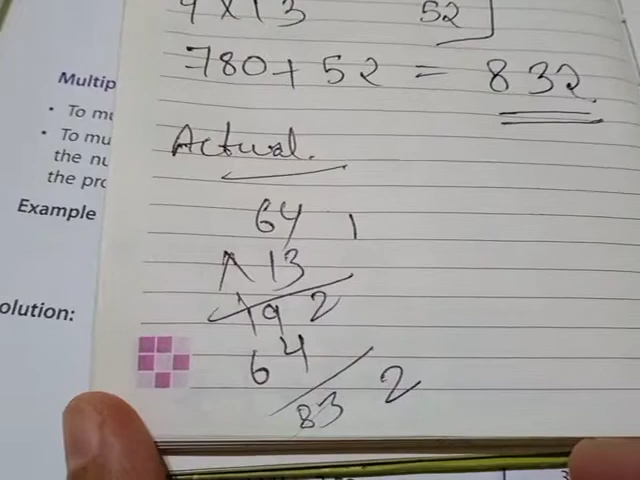 4 × 13 52
780 + 52 = 832
Actual.
64 1
× 13
192
64
832
Multip
• To m
• To mu
the nu
the pro
Example
olution: